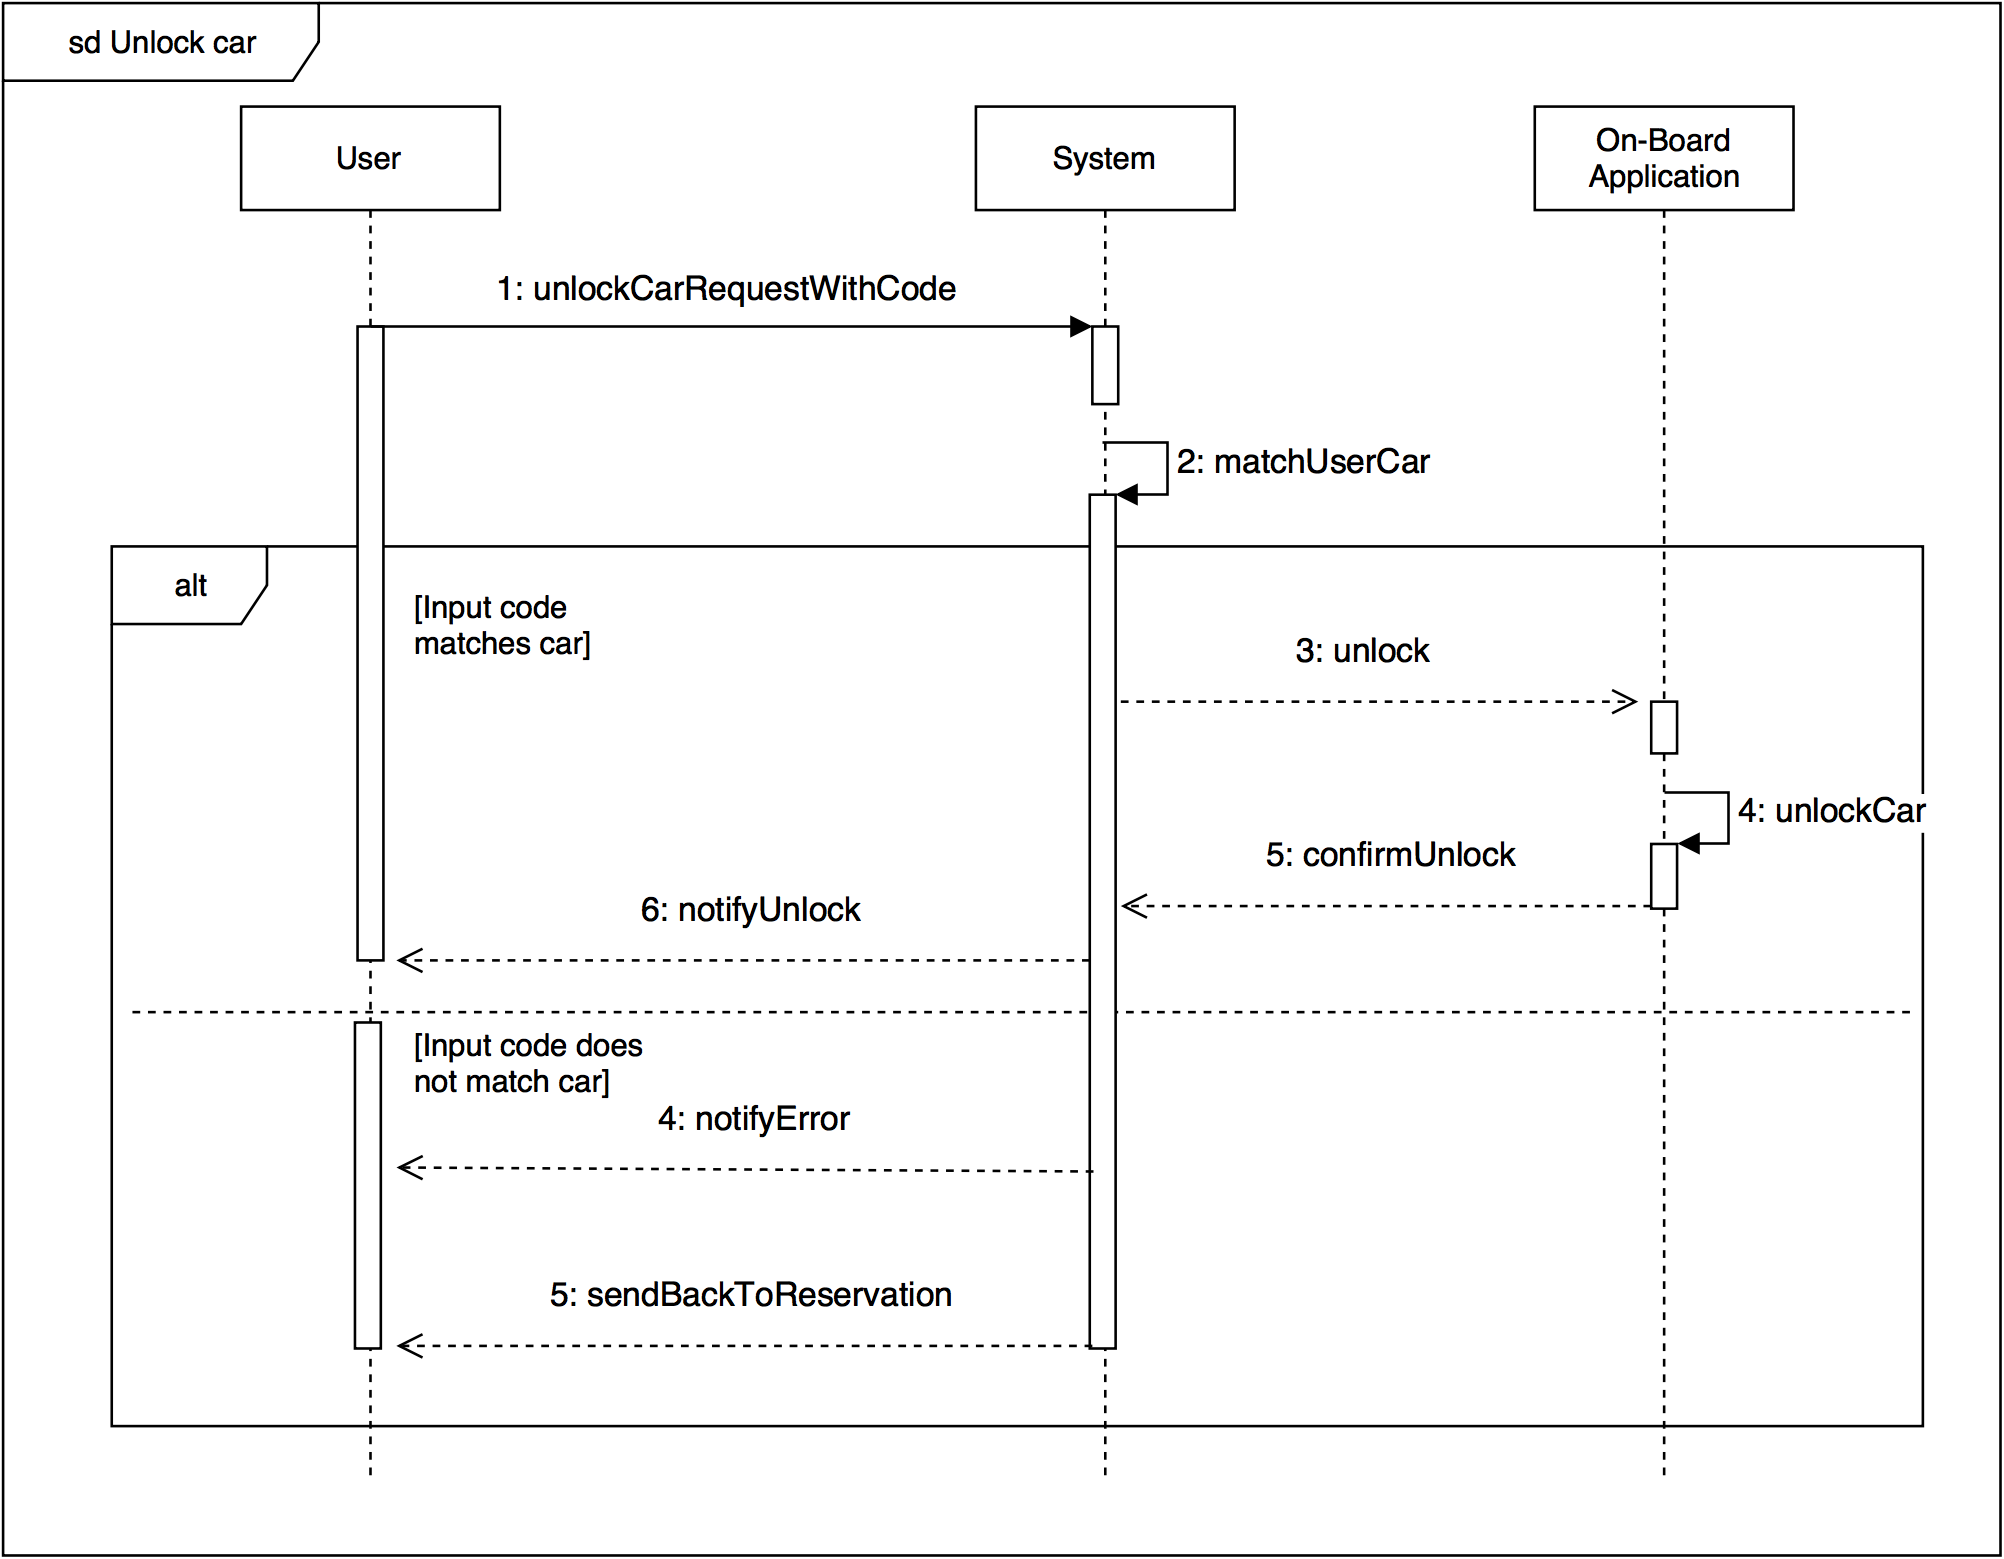 sd Unlock car
User
System
On-Board
Application
1: unlockCarRequestWithCode
2: matchUserCar
alt
[Input code
matches car]
3: unlock
4: unlockCar
5: confirmUnlock
6: notifyUnlock
[Input code does
not match car]
4: notifyError
5: sendBackToReservation